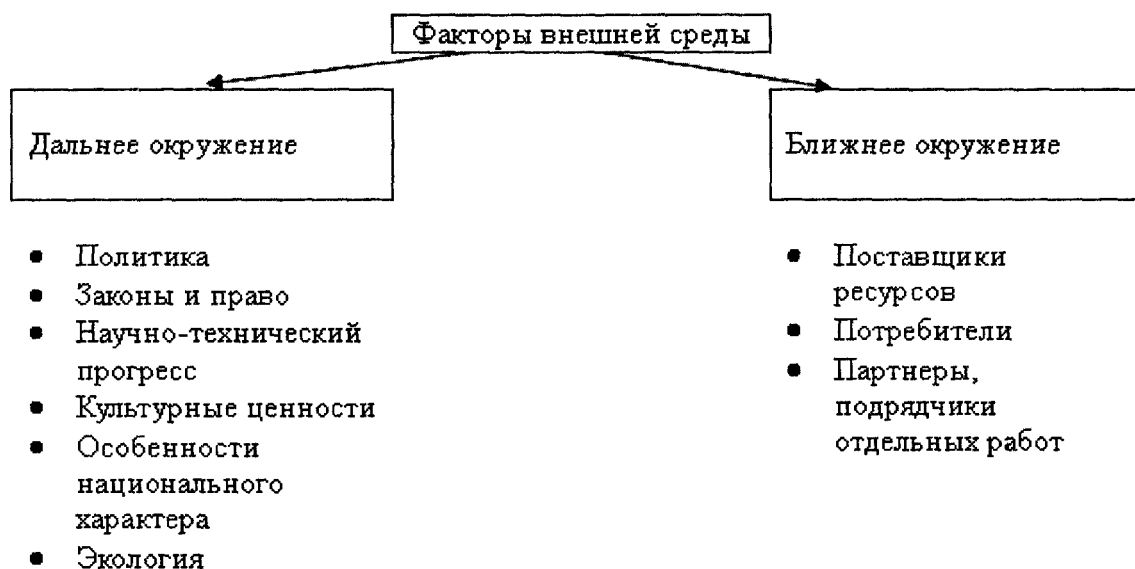 Факторы внешней среды
Дальнее окружение
• Политика
• Законы и право
• Научно-технический
прогресс
• Культурные ценности
• Особенности
национального
характера
• Экология
Ближнее окружение
• Поставщики
ресурсов
• Потребители
• Партнеры,
подрядчики
отдельных работ